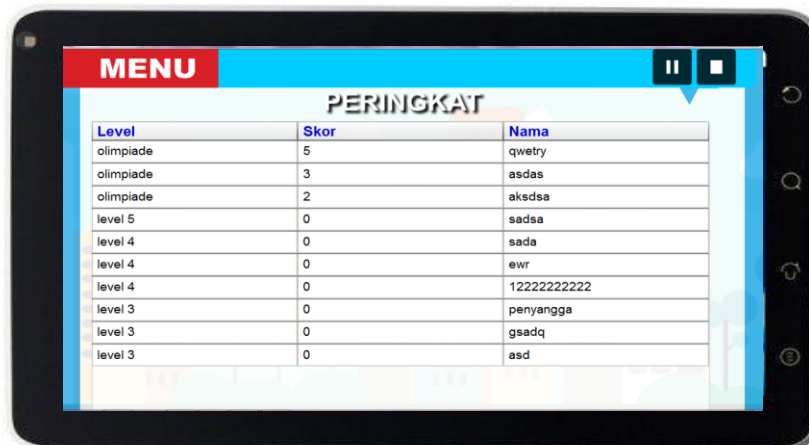 MENU
PERINGKAT
Level Skor Nama
olimpiade 5 qwetry
olimpiade 3 asdas
olimpiade 2 aksdsa
level 5 0 sadsa
level 4 0 sada
level 4 0 ewr
level 4 0 12222222222
level 3 0 penyangga
level 3 0 gsadq
level 3 0 asd